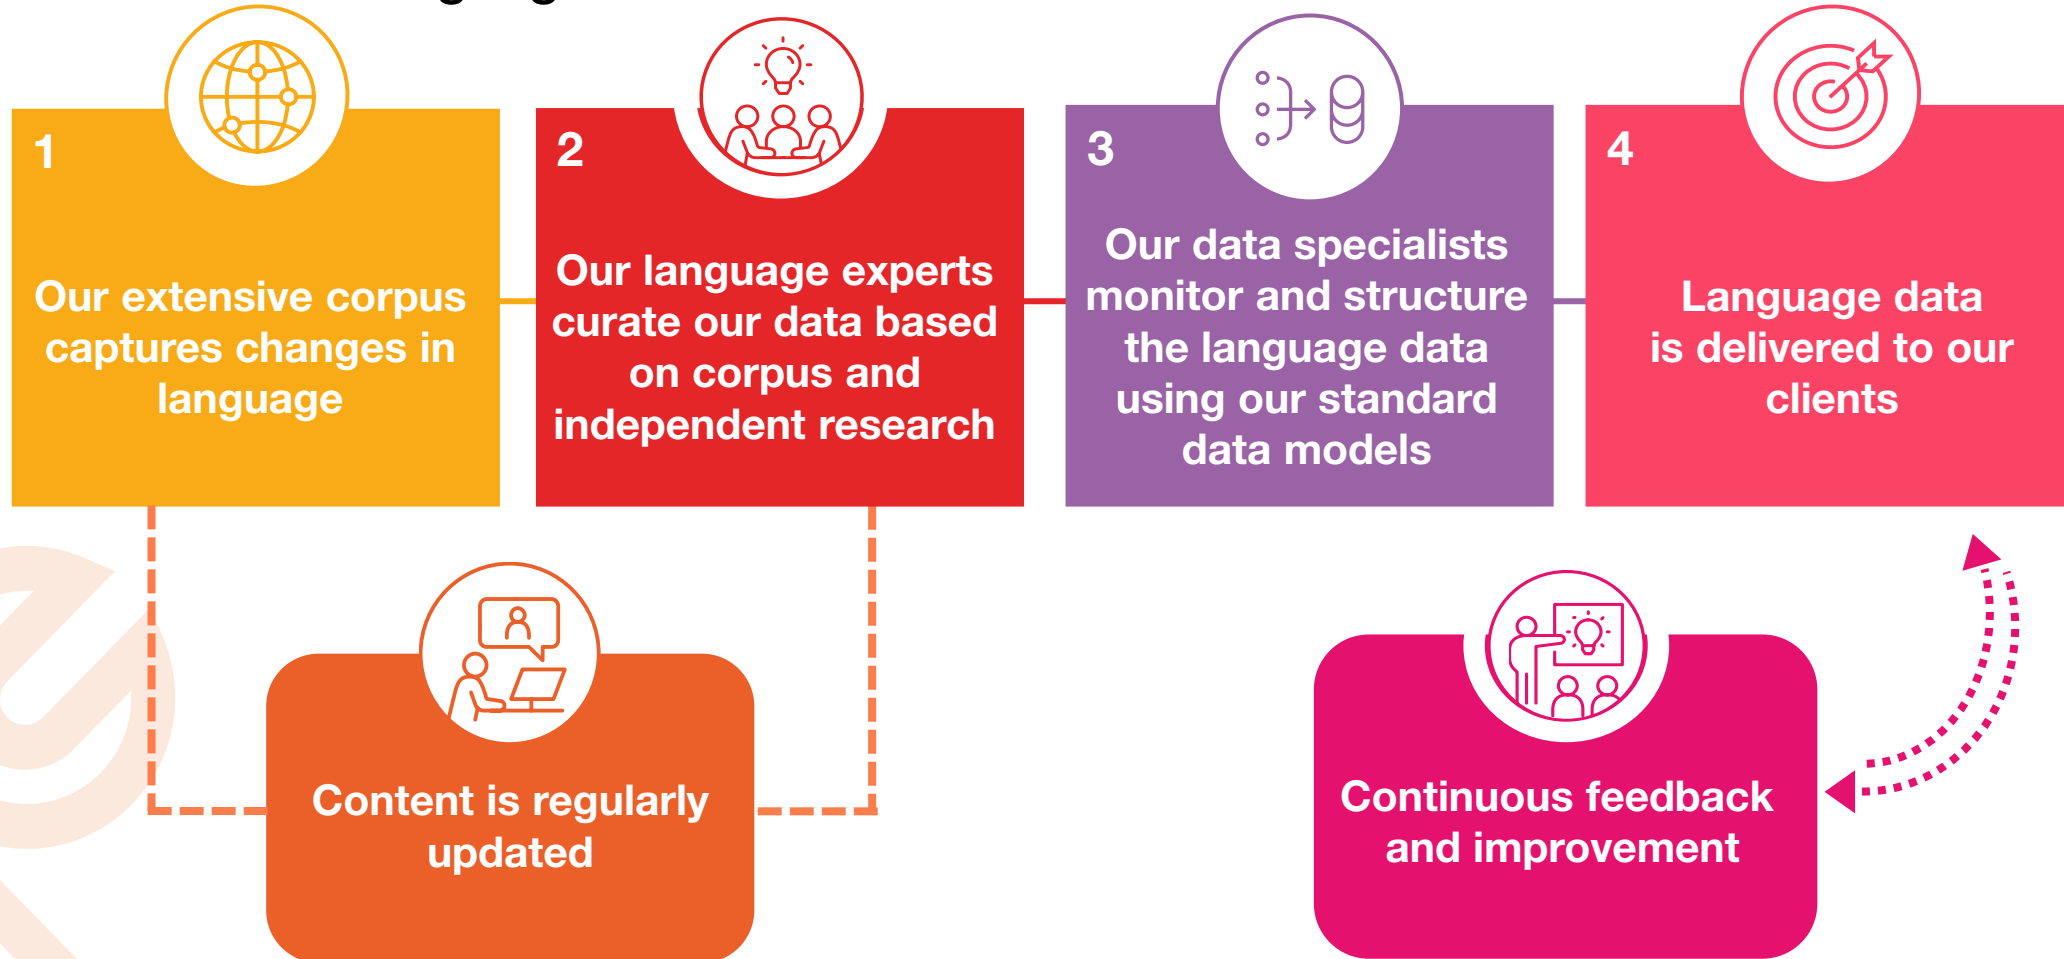 1
Our extensive corpus
captures changes in
language
2
Our language experts
curate our data based
on corpus and
independent research
3
Our data specialists
monitor and structure
the language data
using our standard
data models
4
Language data
is delivered to our
clients
Content is regularly
updated
Continuous feedback
and improvement